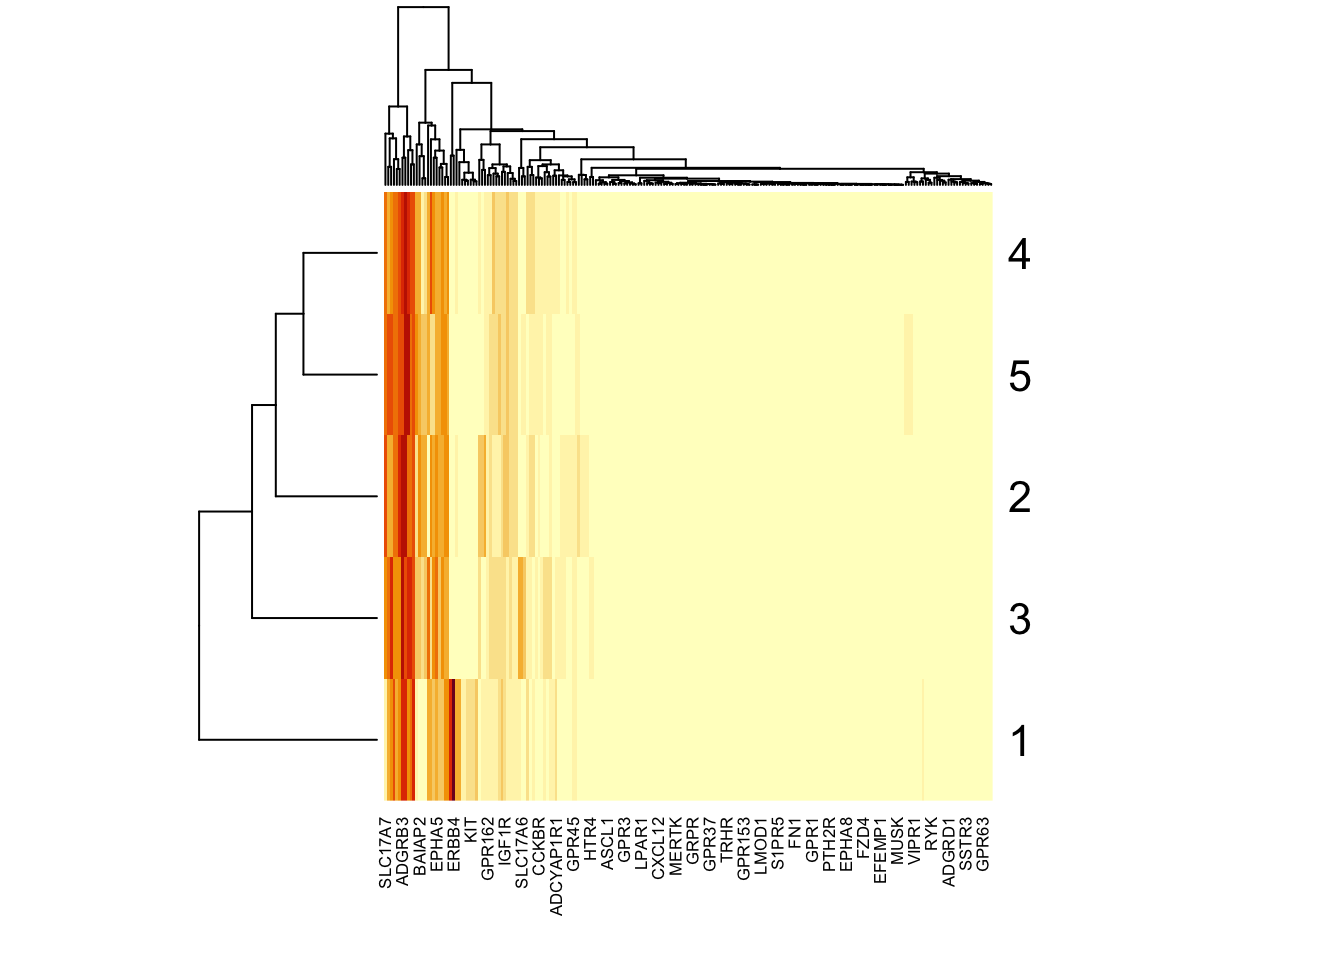 4
5
2
3
1
SLC17A7
ADGRB3
BAIAP2
EPHA5
ERBB4
KIT
GPR162
IGF1R
SLC17A6
CCKBR
ADCYAP1R1
GPR45
HTR4
ASCL1
GPR3
LPAR1
CXCL12
MERTK
GRPR
GPR37
TRHR
GPR153
LMOD1
S1PR5
FN1
GPR1
PTH2R
EPHA8
FZD4
EFEMP1
MUSK
VIPR1
RYK
ADGRD1
SSTR3
GPR63